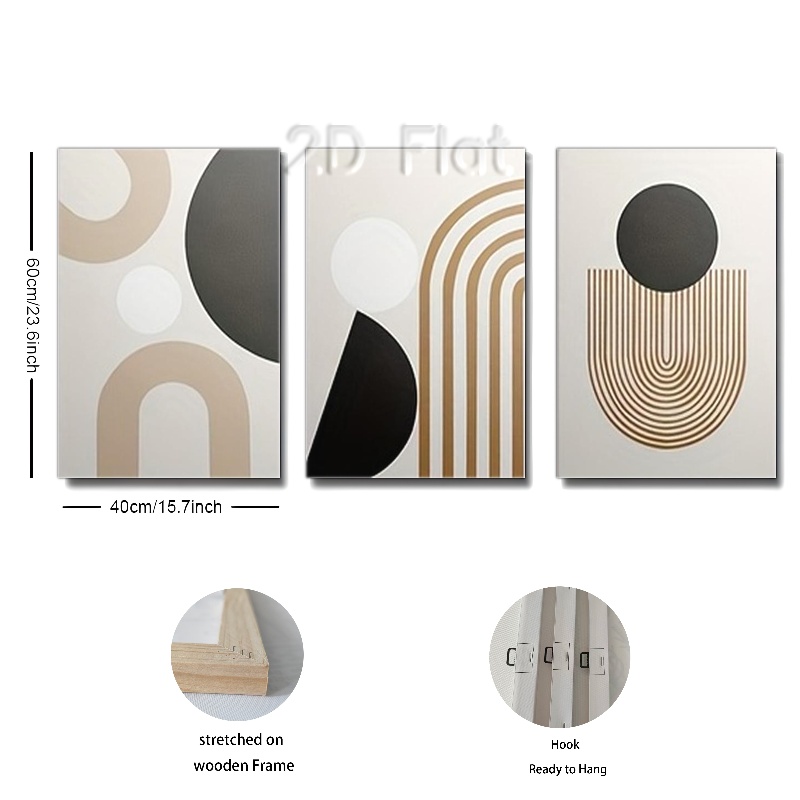 2D Flat
60cm/23.6inch
40cm/15.7inch
stretched on
wooden Frame
Hook
Ready to Hang